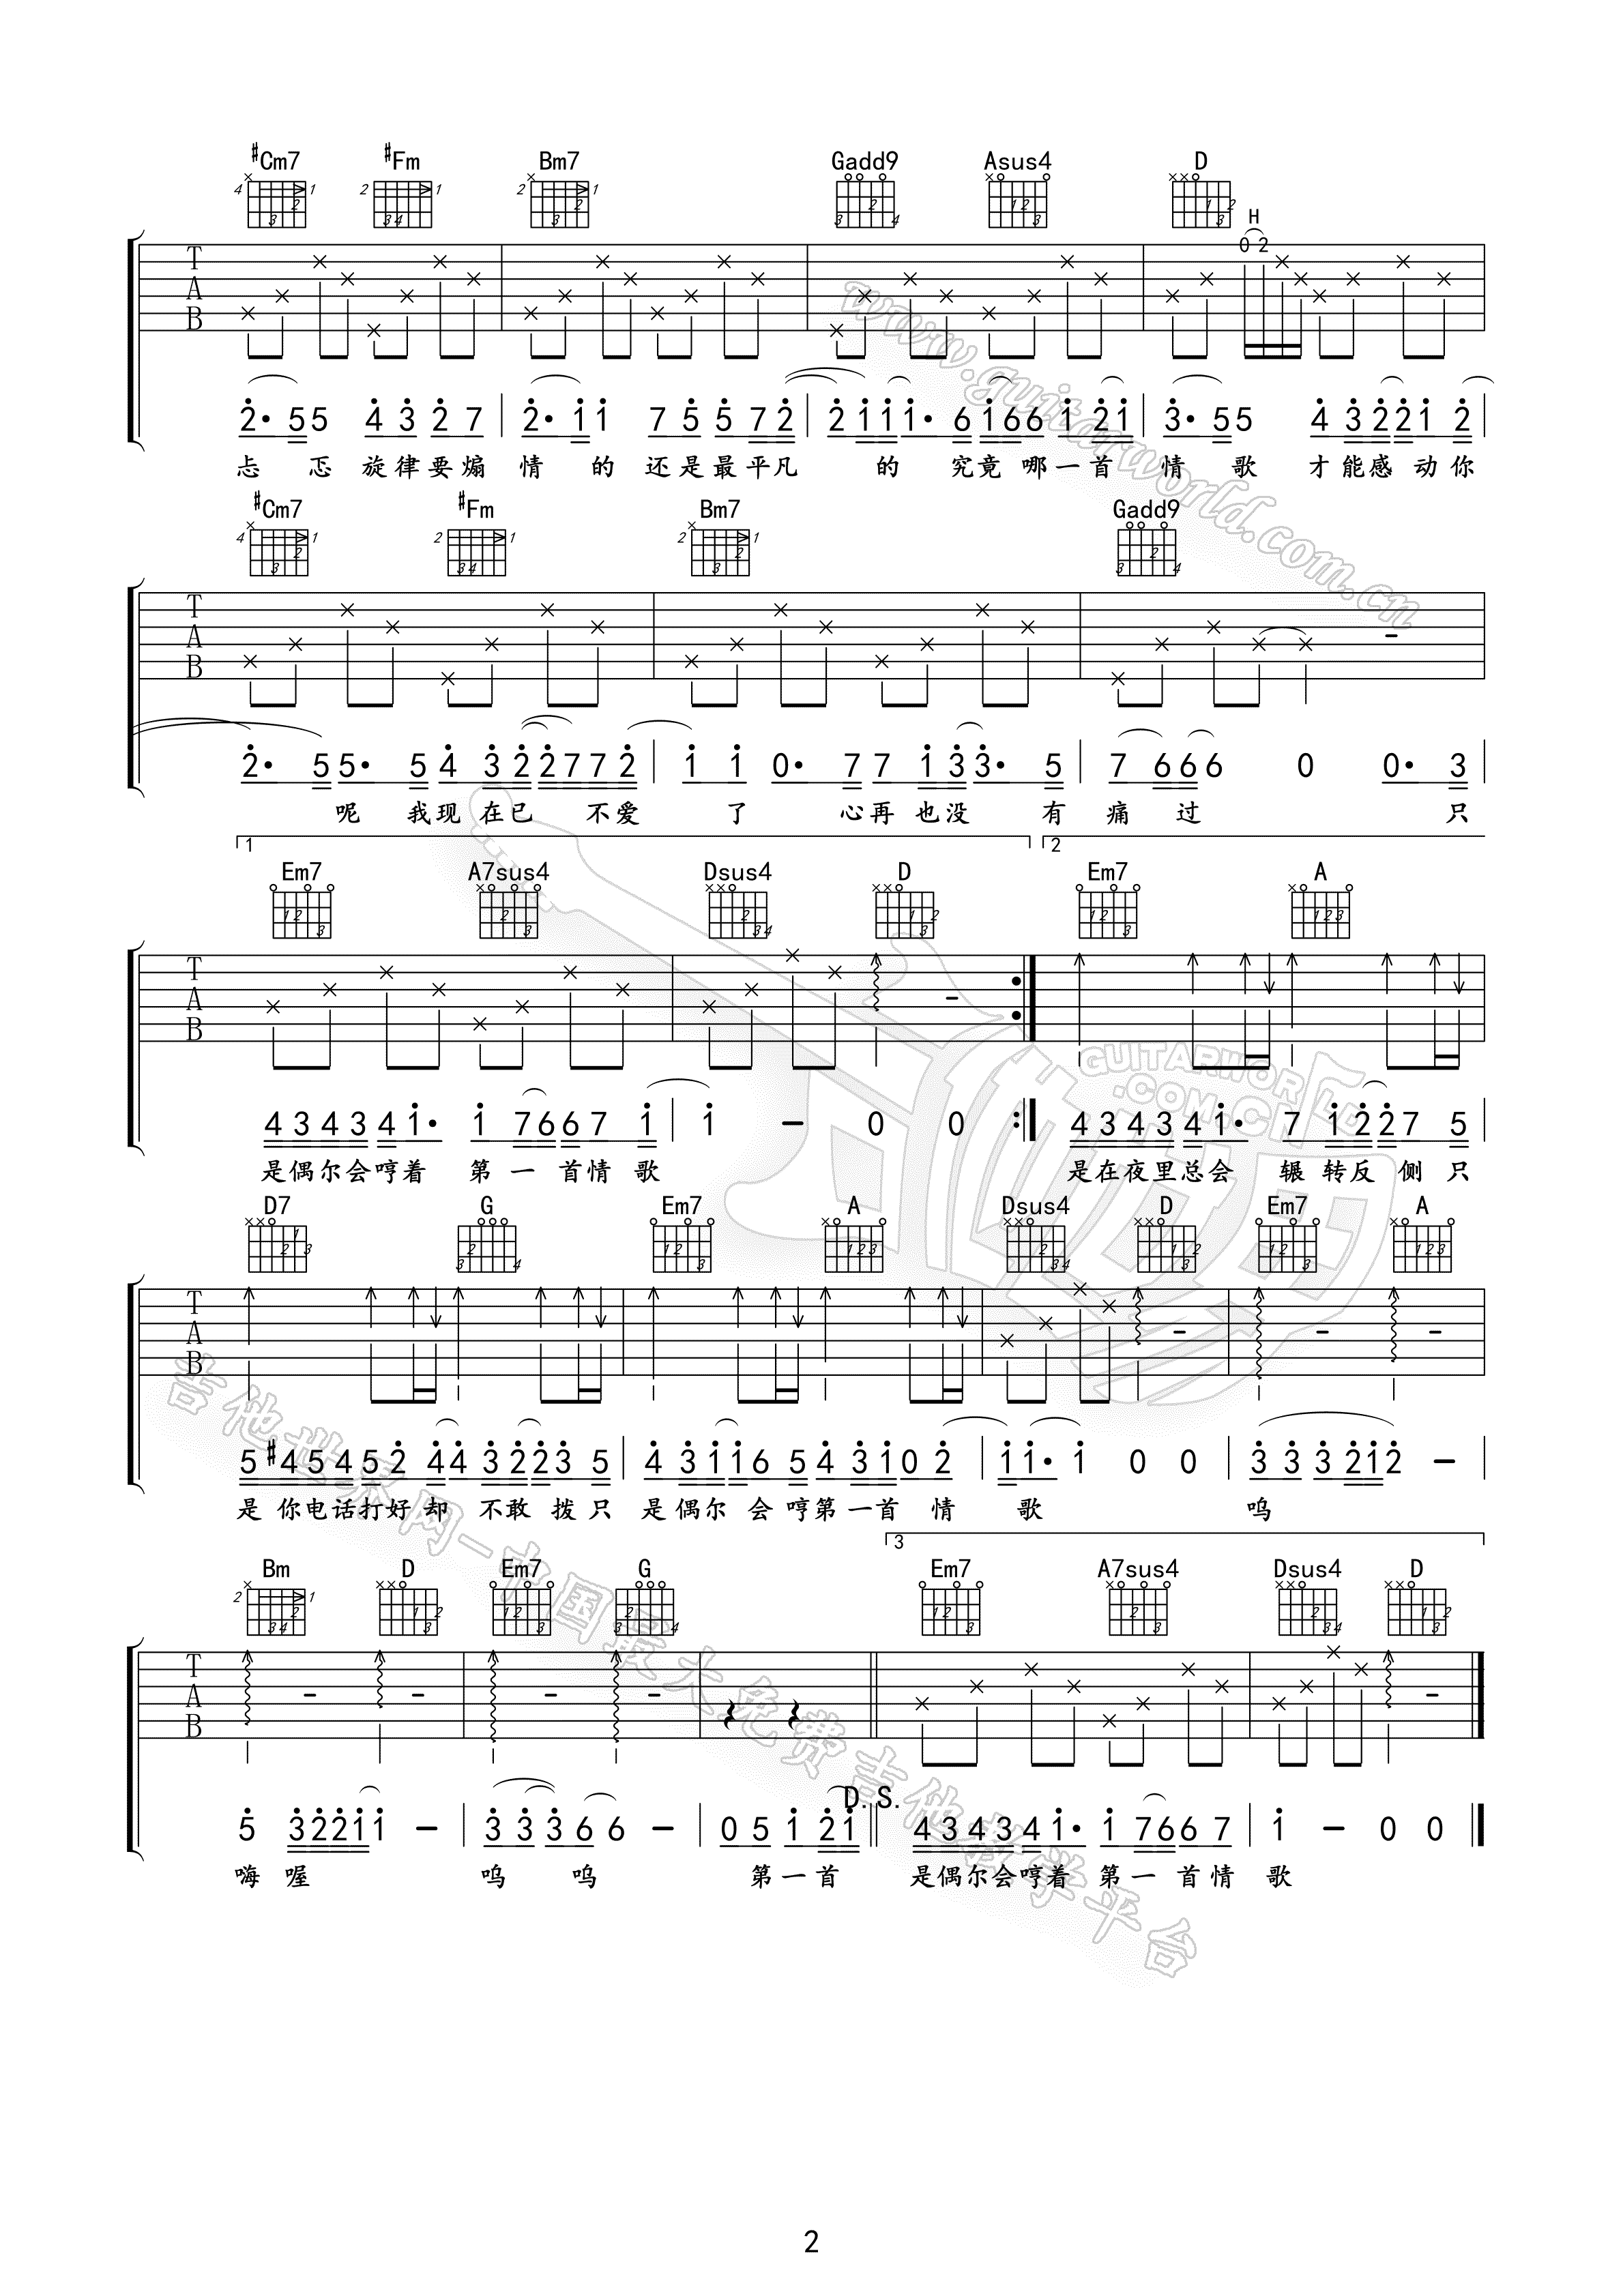 #Cm7 #Fm Bm7 Gadd9 Asus4 D
H
0 2
T A B
2· 5 5 4 3 2 7 | 2· 1 1 7 5 5 7 2 | 2 1 1 1· 6 1 6 6 1 2 1 | 3· 5 5 4 3 2 2 1 2
忐 忑 旋律要煽 情 的 还是最平凡 的 究竟哪一首 情 歌 才能感动你
#Cm7 #Fm Bm7 Gadd9
T A B
2· 5 5· 5 4 3 2 2 7 7 2 | 1 1 0· 7 7 1 3 3· 5 | 7 6 6 6 0 0· 3
呢 我现在已 不爱 了 心再也没 有 痛 过 只
1 2
Em7 A7sus4 Dsus4 D Em7 A
T A B
4 3 4 3 4 1· 1 7 6 6 7 1 | 1 - 0 0 :| 4 3 4 3 4 1· 7 1 2 2 7 5
是偶尔会哼着 第一首情歌 是在夜里总会 辗转反侧只
D7 G Em7 A Dsus4 D Em7 A
T A B
5 #4 5 4 5 2 4 4 3 2 2 3 5 | 4 3 1 1 6 5 4 3 1 0 2 | 1 1· 1 0 0 | 3 3 3 2 1 2 -
是你电话打好却 不敢拨只 是偶尔会哼第一首 情 歌 呜
3
Bm D Em7 G Em7 A7sus4 Dsus4 D
T A B
D.S.
5 3 2 2 1 1 - | 3 3 3 6 6 - | 0 5 1 2 1 || 4 3 4 3 4 1· 1 7 6 6 7 | 1 - 0 0
嗨 喔 呜 呜 第一首 是偶尔会哼着 第一首情 歌
www.guitarworld.com.cn
GUITARWORLD
.COM.CN
吉他世界网-中国最大免费吉他教学平台
2